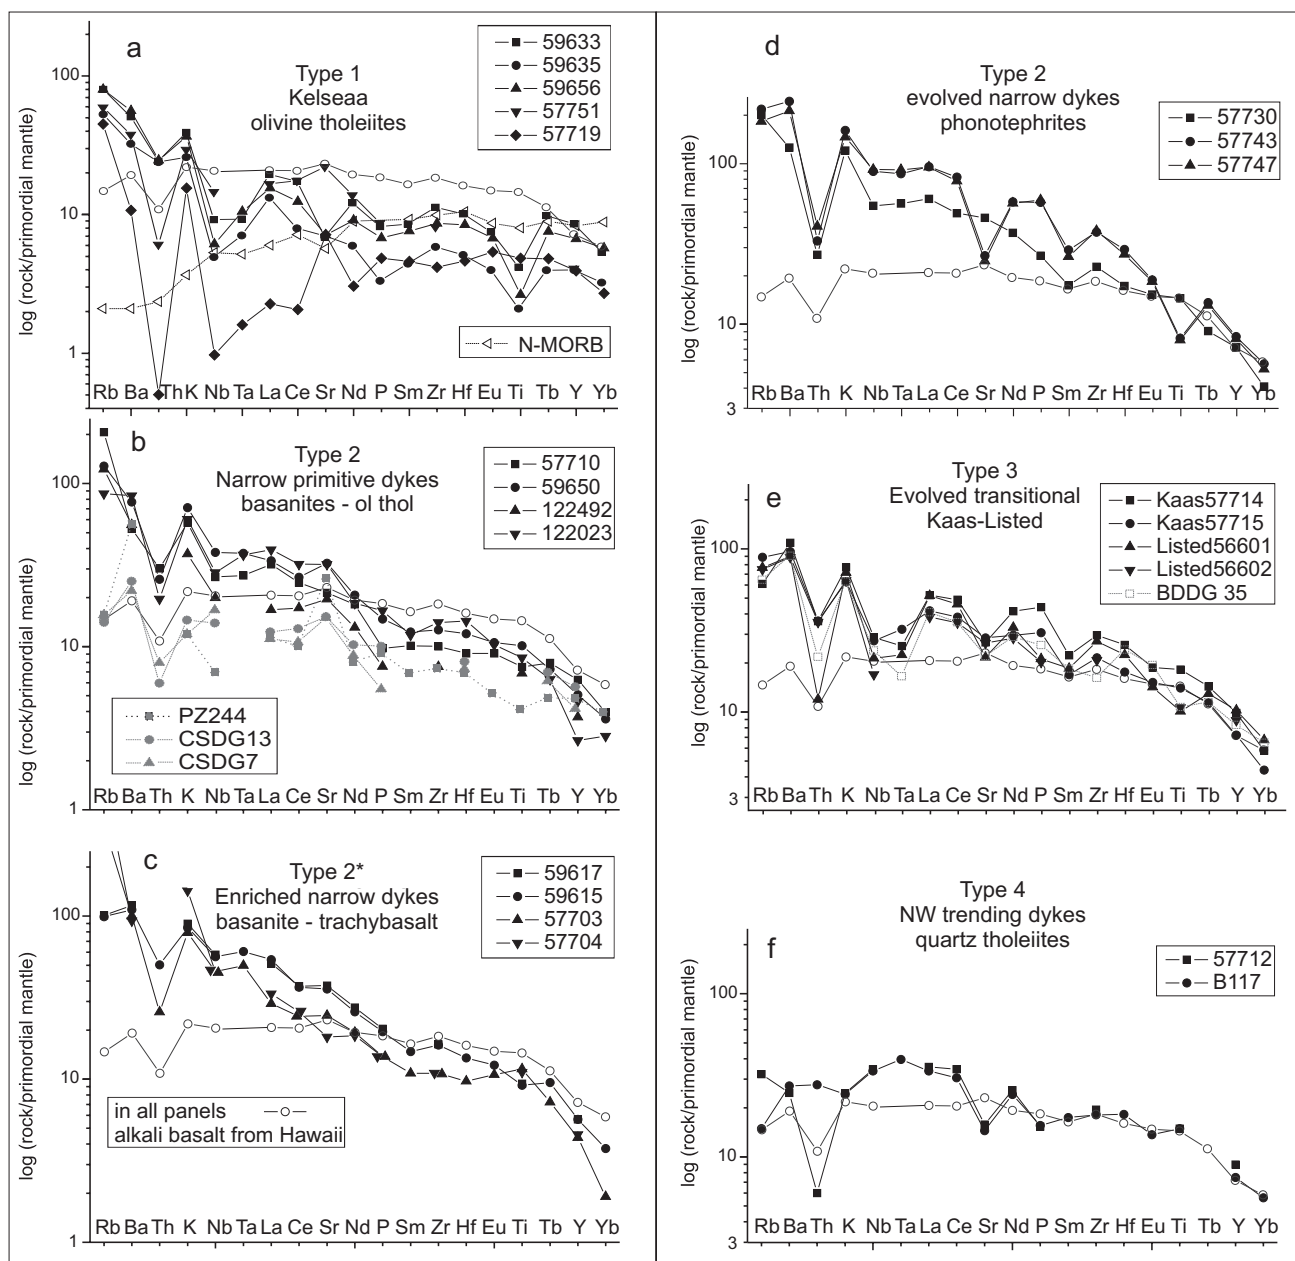 a
Type 1
Kelseaa
olivine tholeiites
59633
59635
59656
57751
57719
N-MORB
log (rock/primordial mantle)
100
10
1
Rb Ba Th K Nb Ta La Ce Sr Nd P Sm Zr Hf Eu Ti Tb Y Yb
b
Type 2
Narrow primitive dykes
basanites - ol thol
57710
59650
122492
122023
PZ244
CSDG13
CSDG7
log (rock/primordial mantle)
100
10
1
Rb Ba Th K Nb Ta La Ce Sr Nd P Sm Zr Hf Eu Ti Tb Y Yb
c
Type 2*
Enriched narrow dykes
basanite - trachybasalt
59617
59615
57703
57704
in all panels
alkali basalt from Hawaii
log (rock/primordial mantle)
100
10
1
Rb Ba Th K Nb Ta La Ce Sr Nd P Sm Zr Hf Eu Ti Tb Y Yb
d
Type 2
evolved narrow dykes
phonotephrites
57730
57743
57747
log (rock/primordial mantle)
100
10
3
Rb Ba Th K Nb Ta La Ce Sr Nd P Sm Zr Hf Eu Ti Tb Y Yb
e
Type 3
Evolved transitional
Kaas-Listed
Kaas57714
Kaas57715
Listed56601
Listed56602
BDDG 35
log (rock/primordial mantle)
100
10
3
Rb Ba Th K Nb Ta La Ce Sr Nd P Sm Zr Hf Eu Ti Tb Y Yb
f
Type 4
NW trending dykes
quartz tholeiites
57712
B117
log (rock/primordial mantle)
100
10
3
Rb Ba Th K Nb Ta La Ce Sr Nd P Sm Zr Hf Eu Ti Tb Y Yb